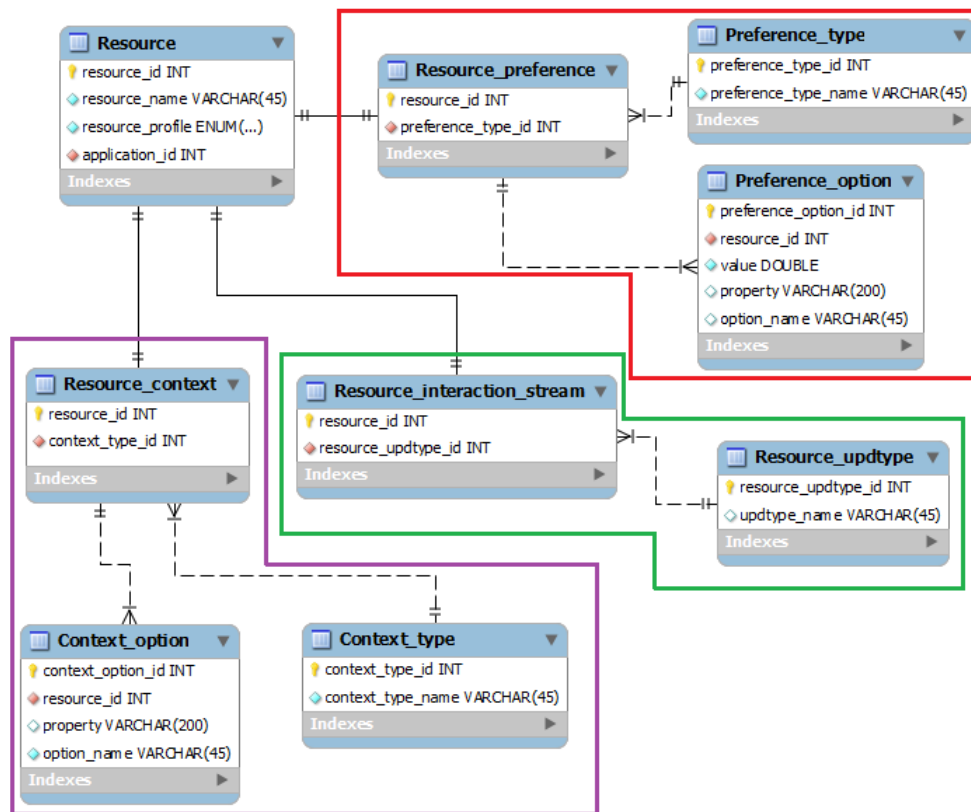 Resource
resource_id INT
resource_name VARCHAR(45)
resource_profile ENUM(...)
application_id INT
Indexes
Resource_preference
resource_id INT
preference_type_id INT
Indexes
Preference_type
preference_type_id INT
preference_type_name VARCHAR(45)
Indexes
Preference_option
preference_option_id INT
resource_id INT
value DOUBLE
property VARCHAR(200)
option_name VARCHAR(45)
Indexes
Resource_context
resource_id INT
context_type_id INT
Indexes
Resource_interaction_stream
resource_id INT
resource_updtype_id INT
Indexes
Resource_updtype
resource_updtype_id INT
updtype_name VARCHAR(45)
Indexes
Context_option
context_option_id INT
resource_id INT
property VARCHAR(200)
option_name VARCHAR(45)
Indexes
Context_type
context_type_id INT
context_type_name VARCHAR(45)
Indexes